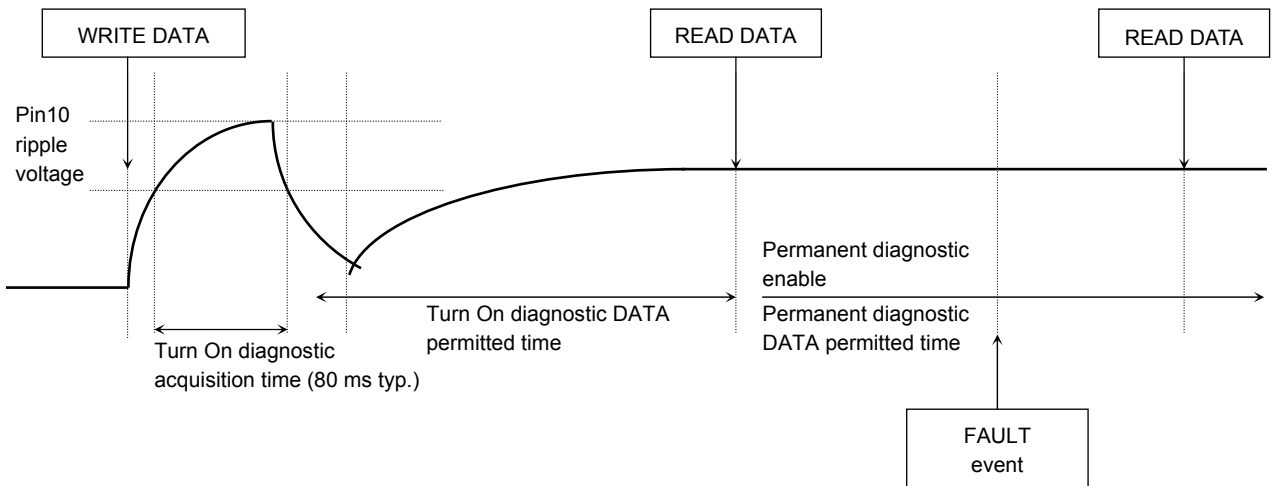 WRITE DATA
READ DATA
READ DATA
Pin10
ripple
voltage
Permanent diagnostic
enable
Turn On diagnostic DATA
permitted time
Permanent diagnostic
DATA permitted time
Turn On diagnostic
acquisition time (80 ms typ.)
FAULT
event